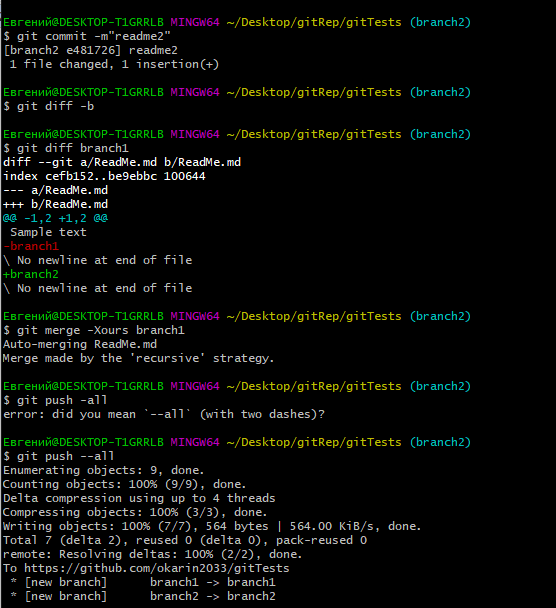 Евгений@DESKTOP-T1GRRLB MINGW64 ~/Desktop/gitRep/gitTests (branch2)
$ git commit -m"readme2"
[branch2 e481726] readme2
 1 file changed, 1 insertion(+)

Евгений@DESKTOP-T1GRRLB MINGW64 ~/Desktop/gitRep/gitTests (branch2)
$ git diff -b

Евгений@DESKTOP-T1GRRLB MINGW64 ~/Desktop/gitRep/gitTests (branch2)
$ git diff branch1
diff --git a/ReadMe.md b/ReadMe.md
index cefb152..be9ebbc 100644
--- a/ReadMe.md
+++ b/ReadMe.md
@@ -1,2 +1,2 @@
 Sample text
-branch1
\ No newline at end of file
+branch2
\ No newline at end of file

Евгений@DESKTOP-T1GRRLB MINGW64 ~/Desktop/gitRep/gitTests (branch2)
$ git merge -Xours branch1
Auto-merging ReadMe.md
Merge made by the 'recursive' strategy.

Евгений@DESKTOP-T1GRRLB MINGW64 ~/Desktop/gitRep/gitTests (branch2)
$ git push -all
error: did you mean `--all` (with two dashes)?

Евгений@DESKTOP-T1GRRLB MINGW64 ~/Desktop/gitRep/gitTests (branch2)
$ git push --all
Enumerating objects: 9, done.
Counting objects: 100% (9/9), done.
Delta compression using up to 4 threads
Compressing objects: 100% (3/3), done.
Writing objects: 100% (7/7), 564 bytes | 564.00 KiB/s, done.
Total 7 (delta 2), reused 0 (delta 0), pack-reused 0
remote: Resolving deltas: 100% (2/2), done.
To https://github.com/okarin2033/gitTests
 * [new branch]      branch1 -> branch1
 * [new branch]      branch2 -> branch2